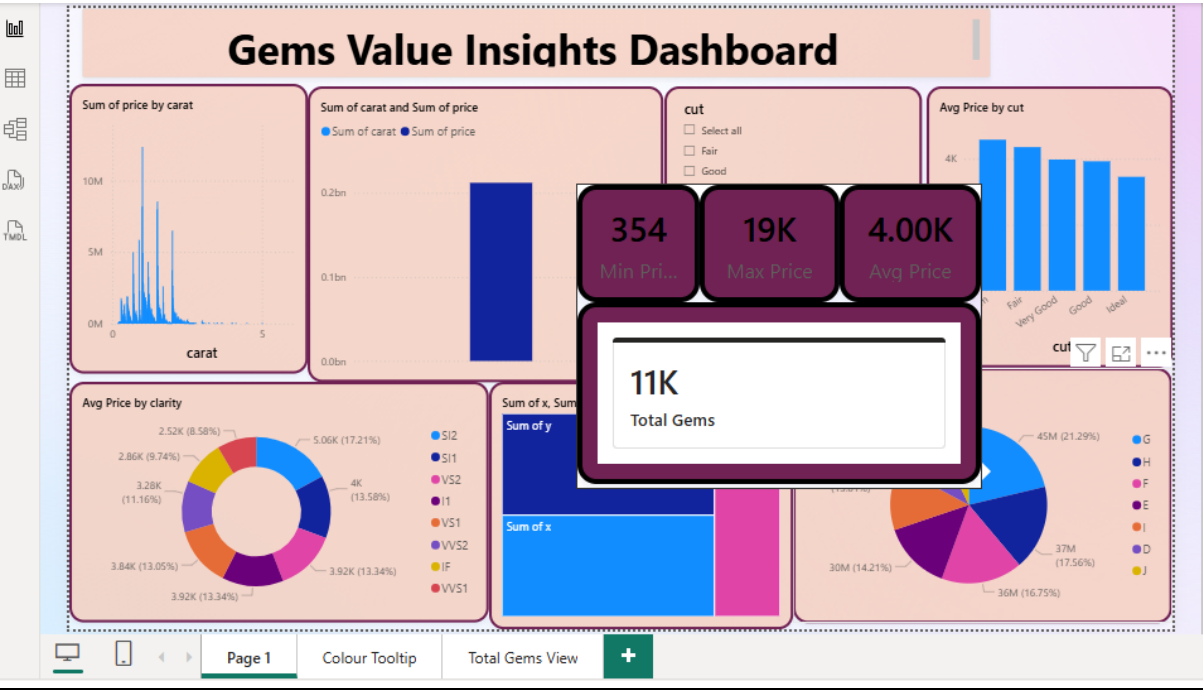 Gems Value Insights Dashboard
DAX
TMDL
Sum of price by carat
10M
5M
0M
0
5
carat
Sum of carat and Sum of price
Sum of carat
Sum of price
0.2bn
0.1bn
0.0bn
cut
Select all
Fair
Good
Avg Price by cut
4K
Fair
Very Good
Good
Ideal
354
Min Pri...
19K
Max Price
4.00K
Avg Price
11K
Total Gems
Avg Price by clarity
2.52K (8.58%)
5.06K (17.21%)
2.86K (9.74%)
3.28K
(11.16%)
4K
(13.58%)
3.84K (13.05%)
3.92K (13.34%)
3.92K (13.34%)
SI2
SI1
VS2
I1
VS1
VVS2
IF
VVS1
Sum of x, Sum
Sum of y
Sum of x
45M (21.29%)
37M
(17.56%)
36M (16.75%)
30M (14.21%)
G
H
F
E
I
D
J
Page 1
Colour Tooltip
Total Gems View